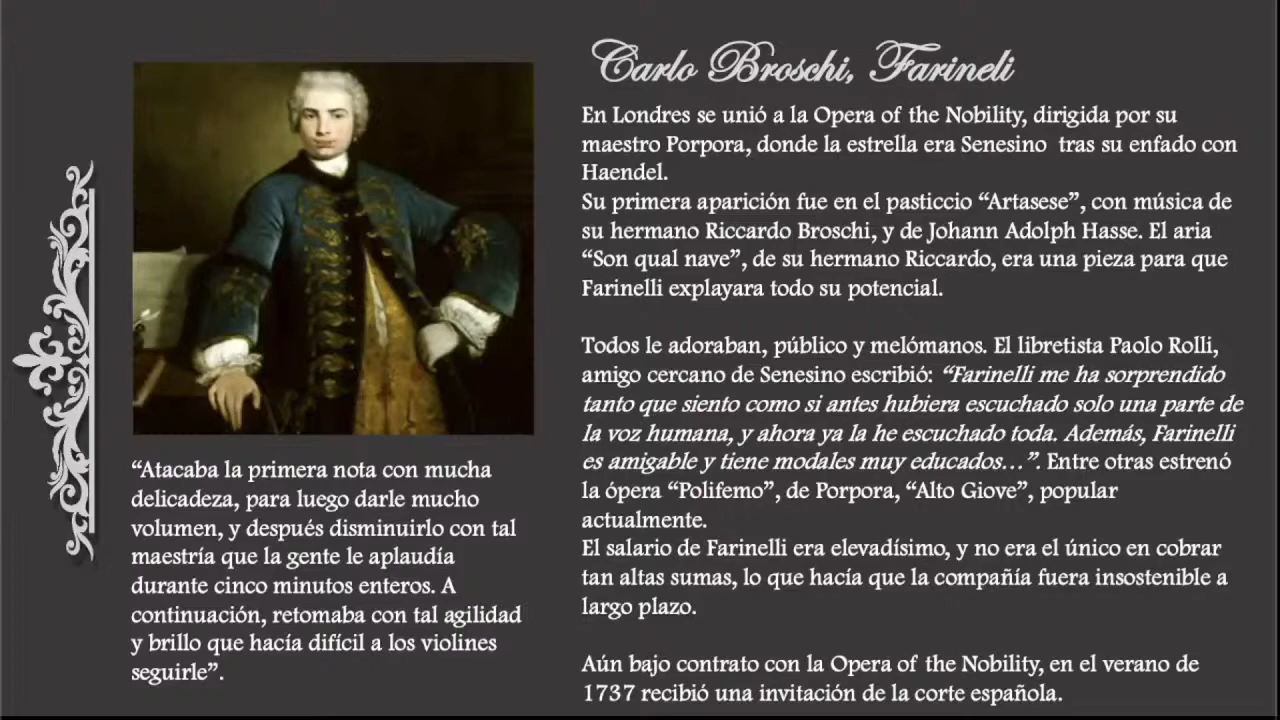 Carlo Broschi, Farineli
En Londres se unió a la Opera of the Nobility, dirigida por su
maestro Porpora, donde la estrella era Senesino tras su enfado con
Haendel.
Su primera aparición fue en el pasticcio “Artasese”, con música de
su hermano Riccardo Broschi, y de Johann Adolph Hasse. El aria
“Son qual nave”, de su hermano Riccardo, era una pieza para que
Farinelli explayara todo su potencial.
Todos le adoraban, público y melómanos. El libretista Paolo Rolli,
amigo cercano de Senesino escribió: “Farinelli me ha sorprendido
tanto que siento como si antes hubiera escuchado solo una parte de
la voz humana, y ahora ya la he escuchado toda. Además, Farinelli
es amigable y tiene modales muy educados…”. Entre otras estrenó
la ópera “Polifemo”, de Porpora, “Alto Giove”, popular
actualmente.
El salario de Farinelli era elevadísimo, y no era el único en cobrar
tan altas sumas, lo que hacía que la compañía fuera insostenible a
largo plazo.
Aún bajo contrato con la Opera of the Nobility, en el verano de
1737 recibió una invitación de la corte española.
“Atacaba la primera nota con mucha
delicadeza, para luego darle mucho
volumen, y después disminuirlo con tal
maestría que la gente le aplaudía
durante cinco minutos enteros. A
continuación, retomaba con tal agilidad
y brillo que hacía difícil a los violines
seguirle”.